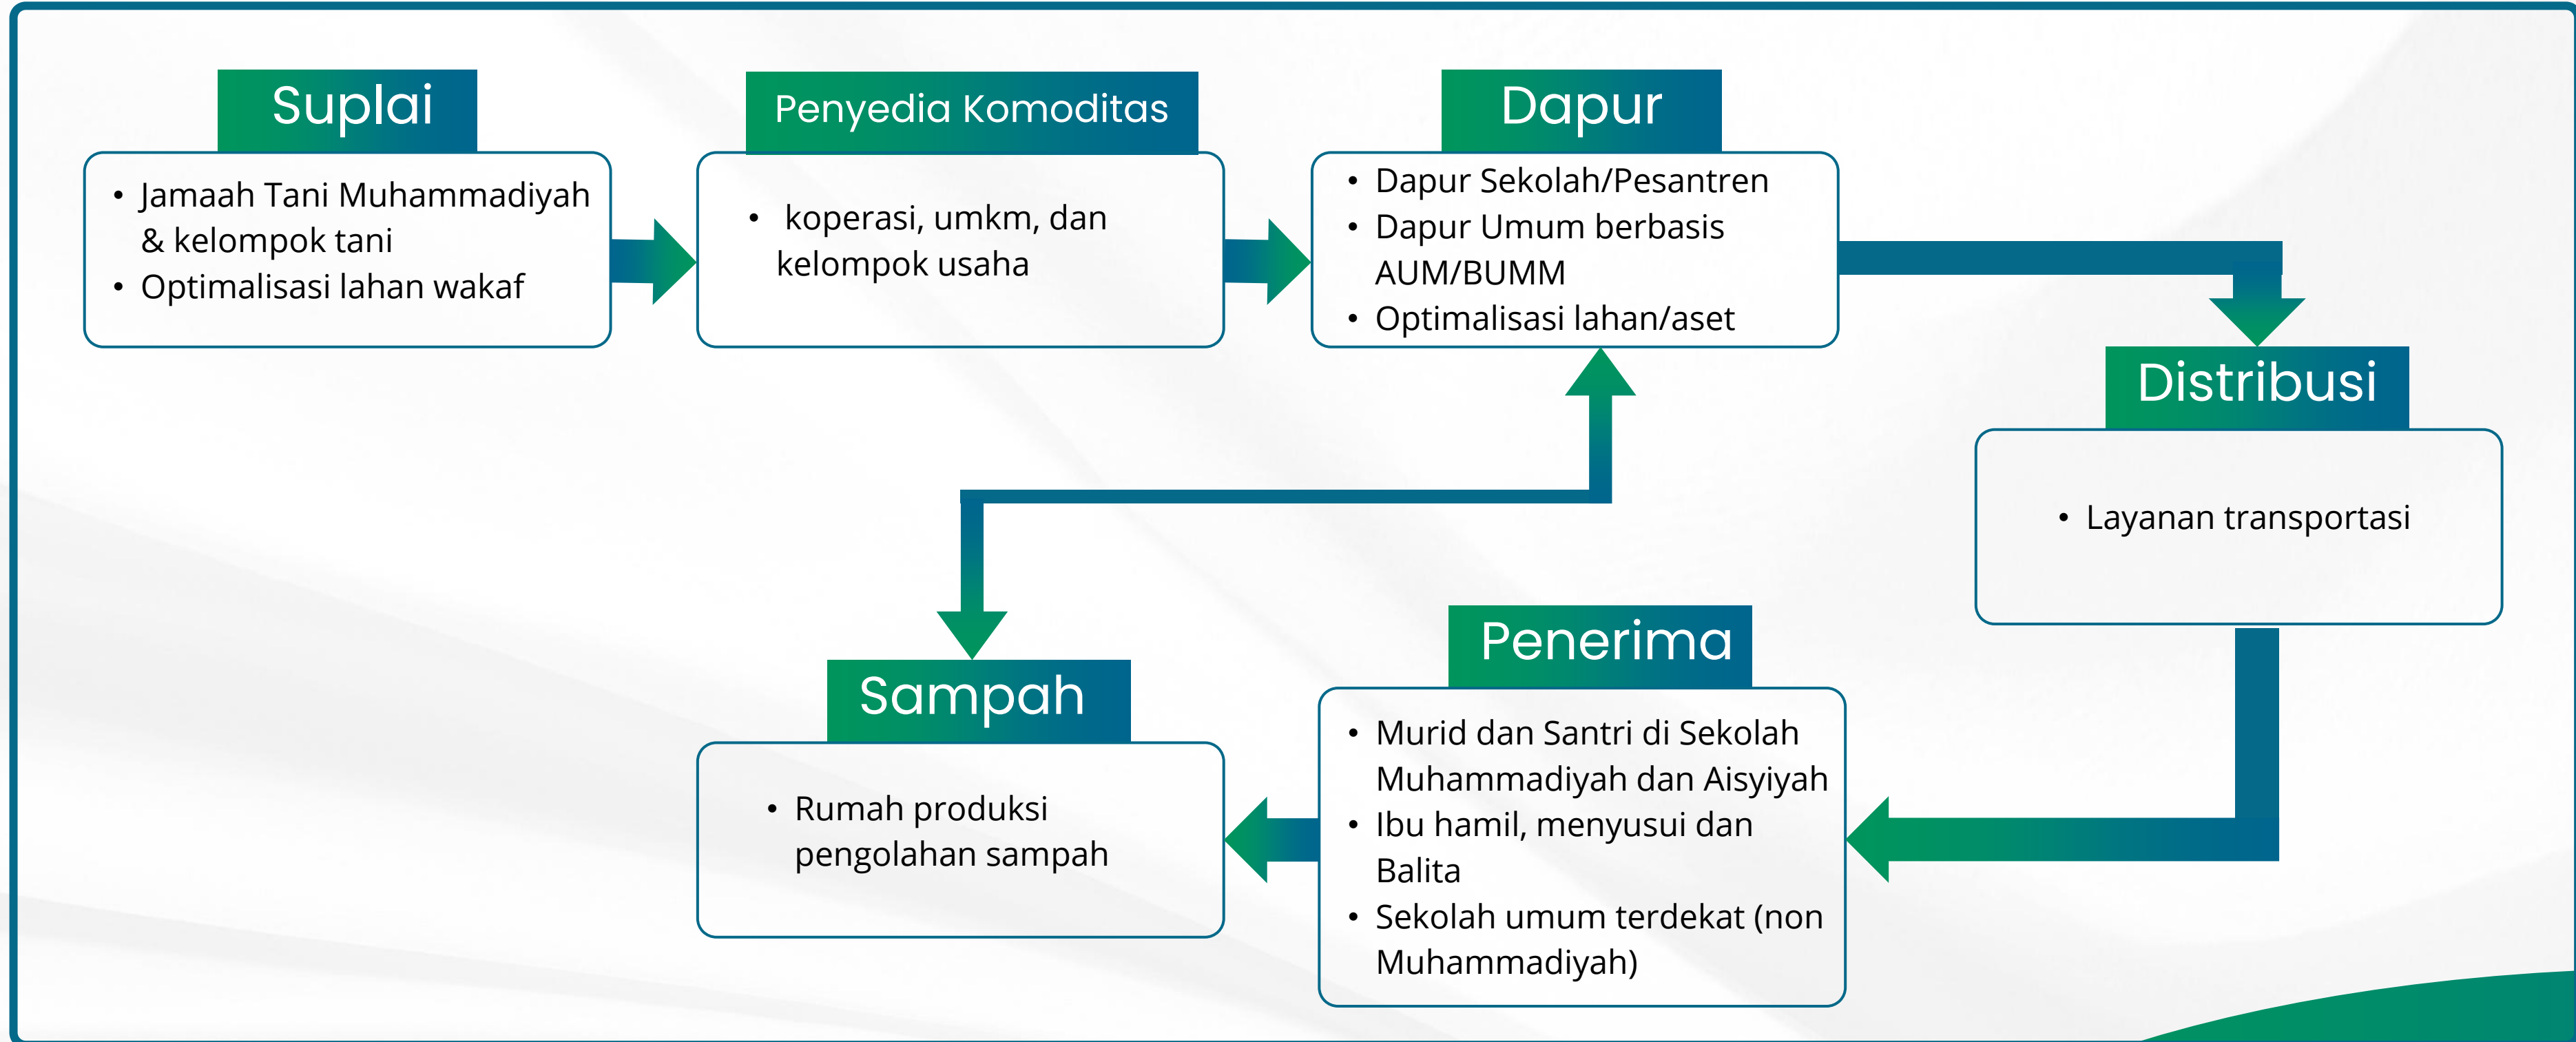 Suplai
• Jamaah Tani Muhammadiyah
& kelompok tani
• Optimalisasi lahan wakaf
Penyedia Komoditas
• koperasi, umkm, dan
kelompok usaha
Dapur
• Dapur Sekolah/Pesantren
• Dapur Umum berbasis
AUM/BUMM
• Optimalisasi lahan/aset
Distribusi
• Layanan transportasi
Penerima
• Murid dan Santri di Sekolah
Muhammadiyah dan Aisyiyah
• Ibu hamil, menyusui dan
Balita
• Sekolah umum terdekat (non
Muhammadiyah)
Sampah
• Rumah produksi
pengolahan sampah